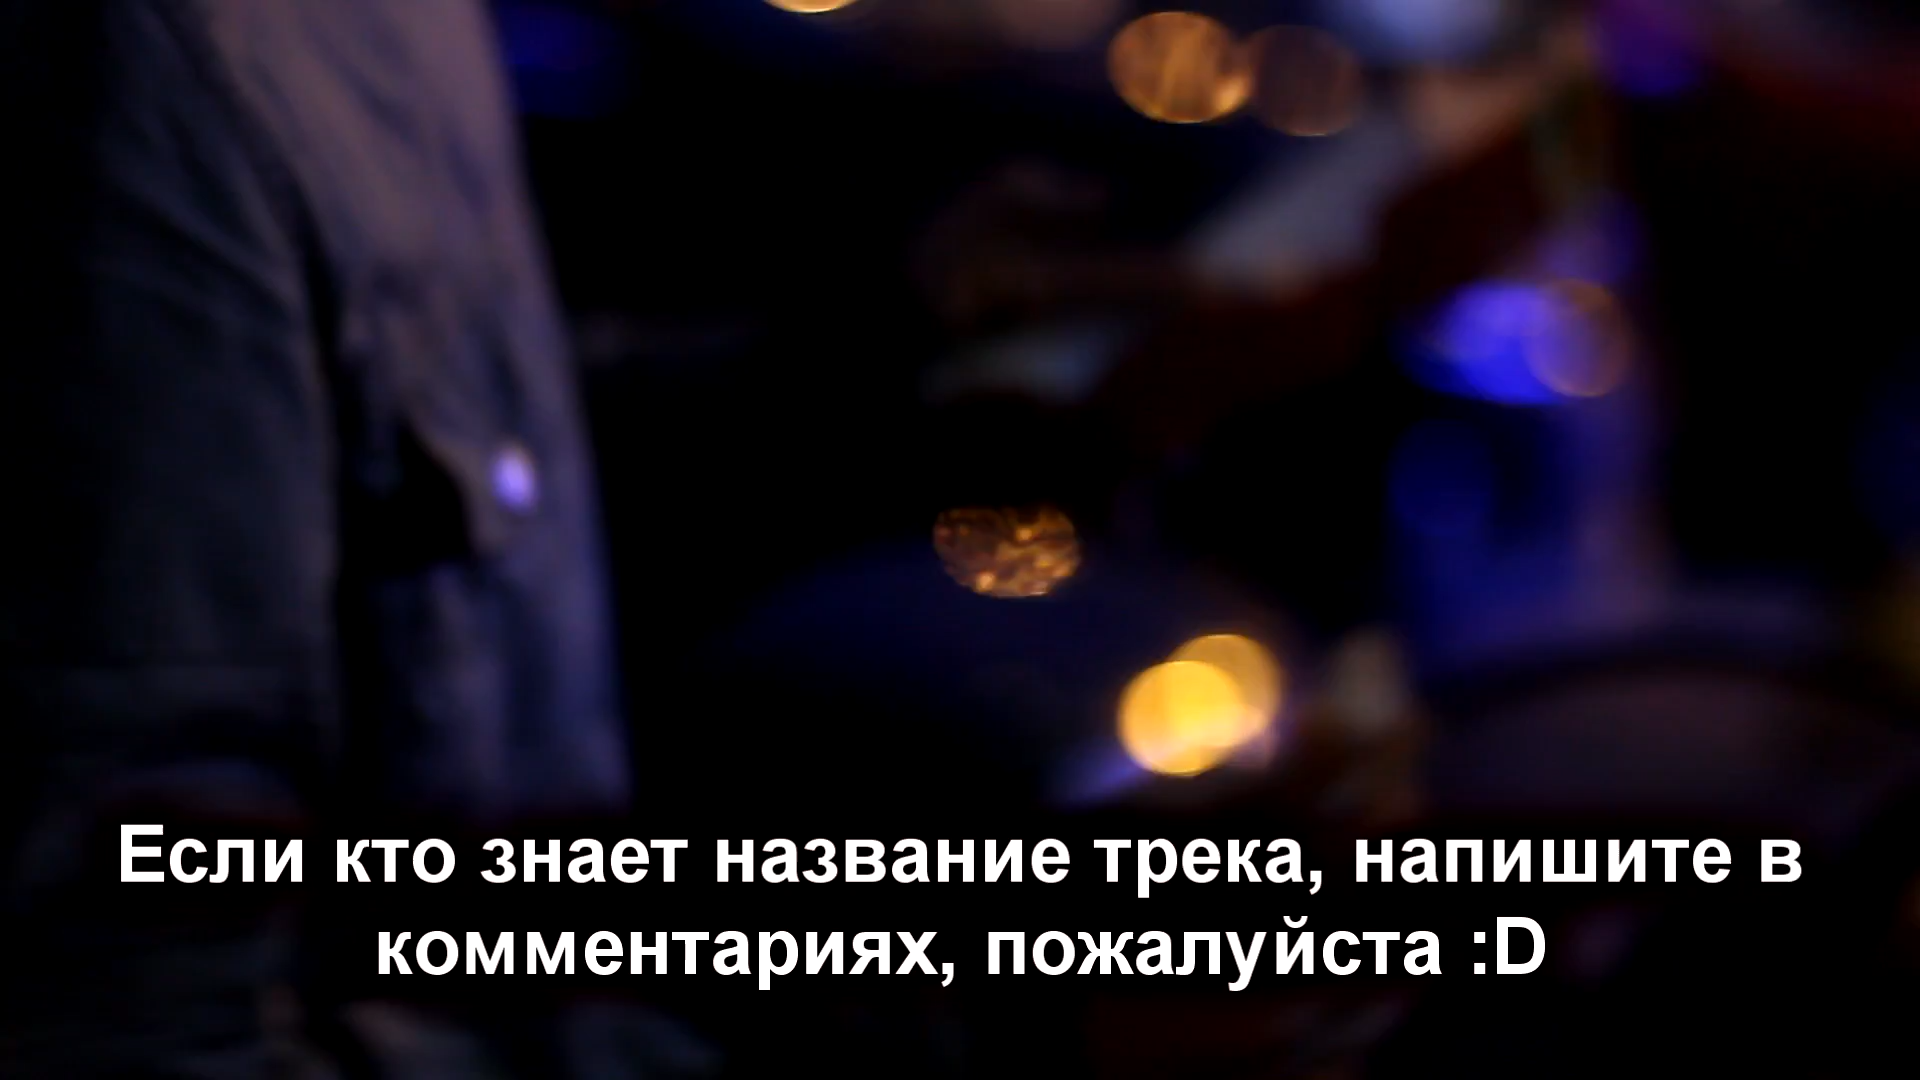 Если кто знает название трека, напишите в
комментариях, пожалуйста :D